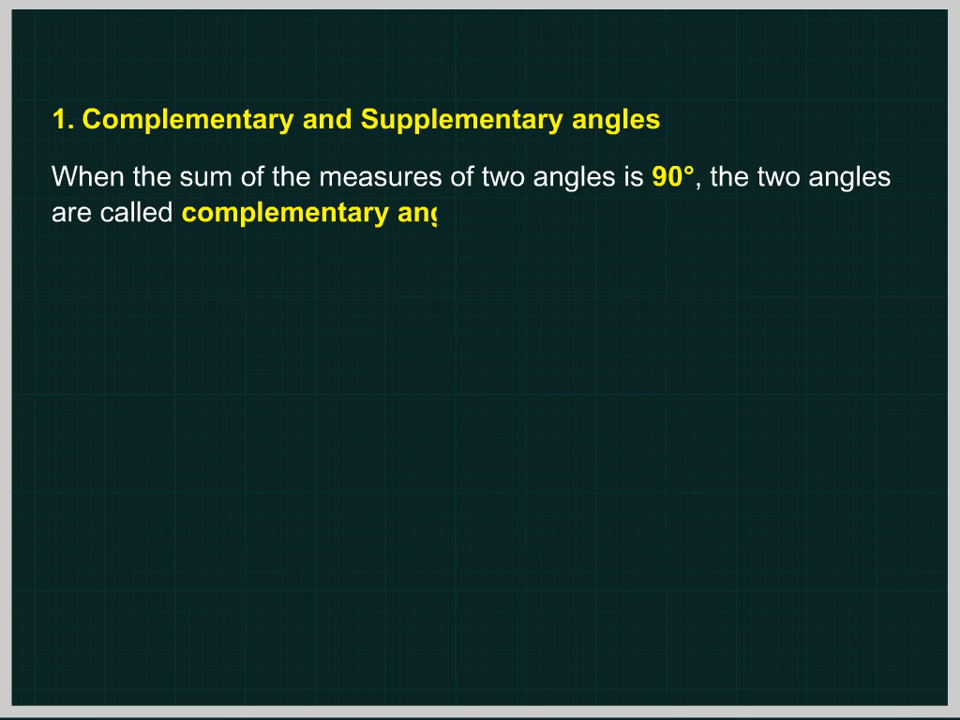 1. Complementary and Supplementary angles
When the sum of the measures of two angles is 90°, the two angles
are called complementary ang